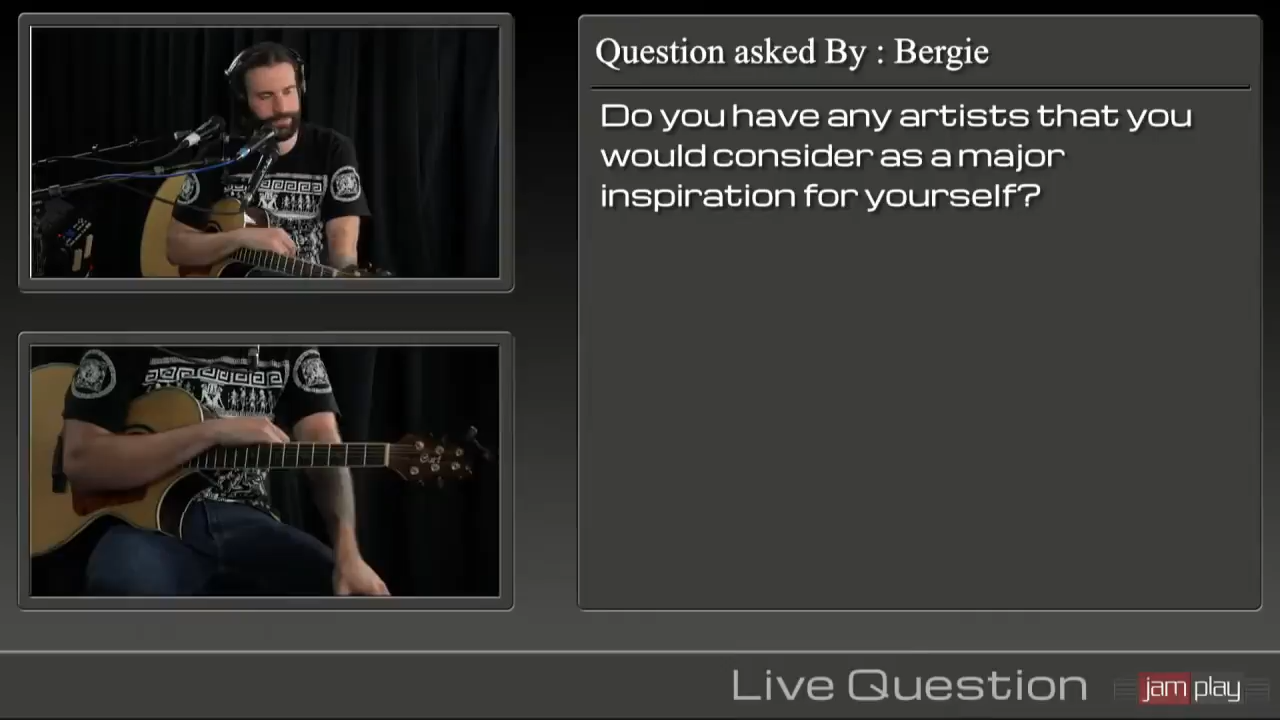 Question asked By : Bergie
Do you have any artists that you
would consider as a major
inspiration for yourself?
Live Question
jam play